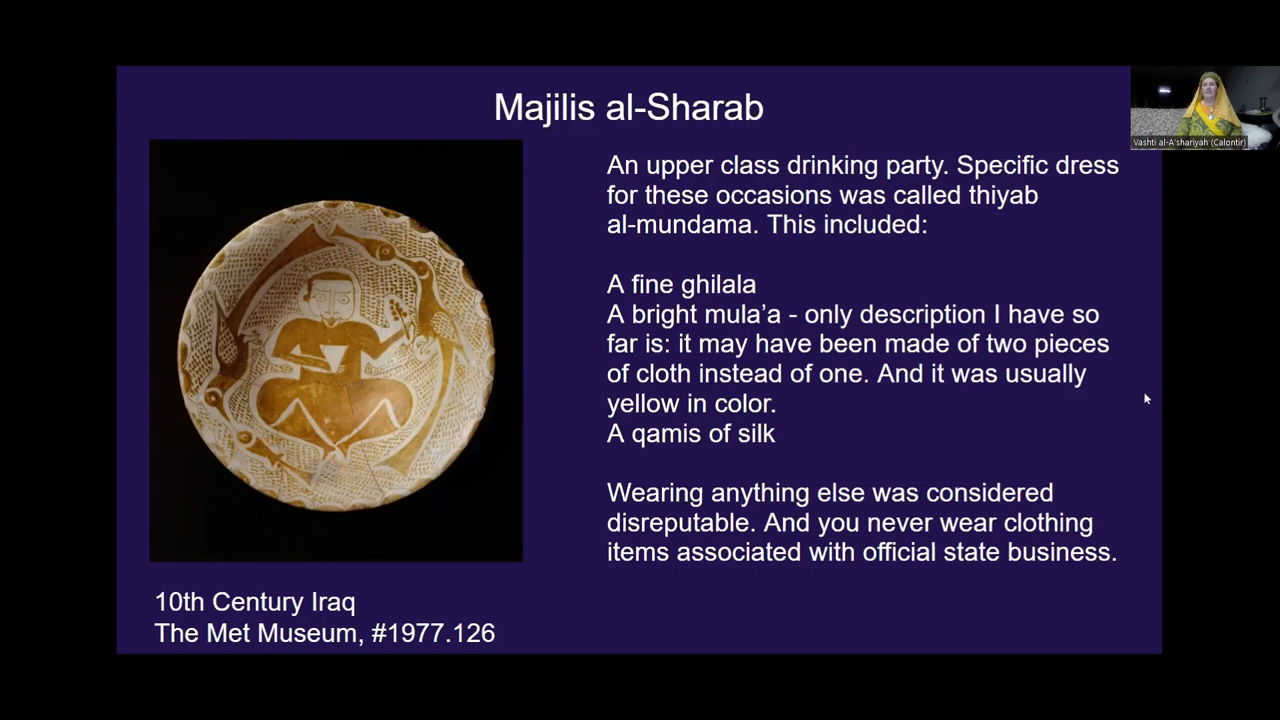 Majilis al-Sharab
An upper class drinking party. Specific dress
for these occasions was called thiyab
al-mundama. This included:
A fine ghilala
A bright mula’a - only description I have so
far is: it may have been made of two pieces
of cloth instead of one. And it was usually
yellow in color.
A qamis of silk
Wearing anything else was considered
disreputable. And you never wear clothing
items associated with official state business.
10th Century Iraq
The Met Museum, #1977.126
Vashti al-A'shariyah (Calontir)